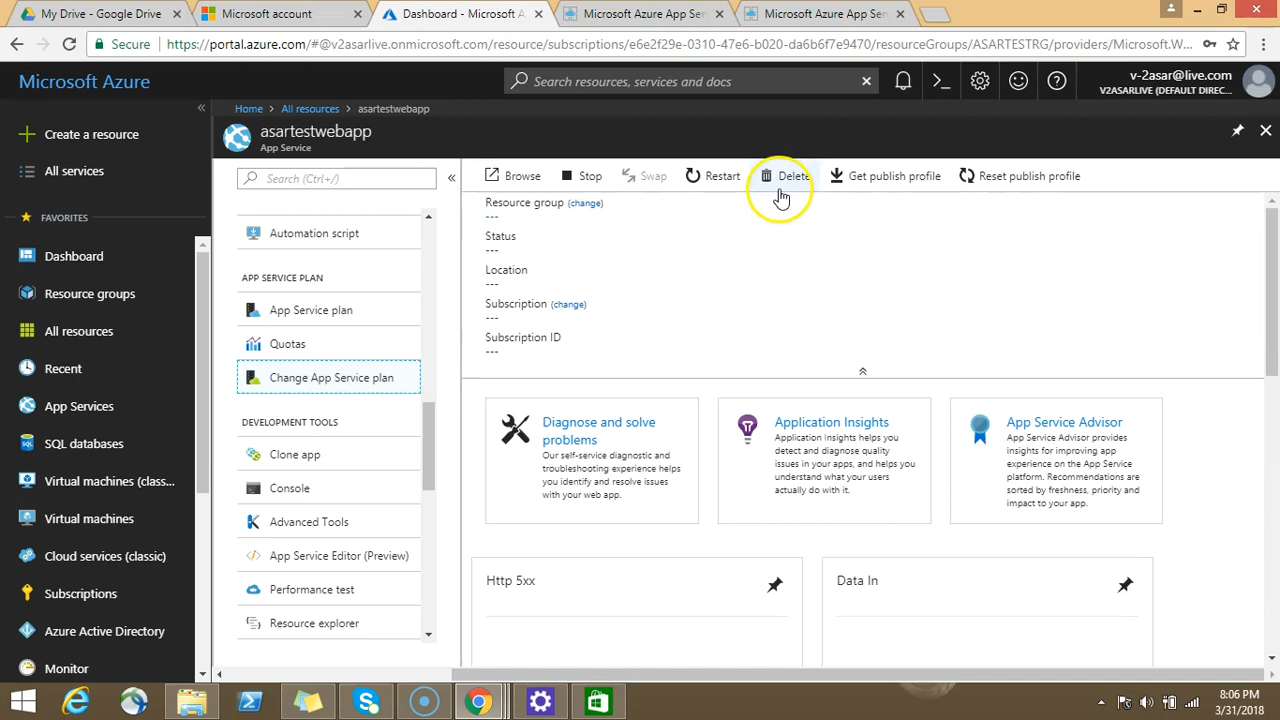 My Drive - Google Drive
Microsoft account
Dashboard - Microsoft A
Microsoft Azure App Ser
Microsoft Azure App Ser
Secure
https://portal.azure.com/#@v2asarlive.onmicrosoft.com/resource/subscriptions/e6e2f29e-0310-47e6-b020-da6b6f7e9470/resourceGroups/ASARTESTRG/providers/Microsoft.W...
Microsoft Azure
Search resources, services and docs
v-2asar@live.com
V2ASARLIVE (DEFAULT DIREC...
Home
All resources
asartestwebapp
Create a resource
All services
FAVORITES
Dashboard
Resource groups
All resources
Recent
App Services
SQL databases
Virtual machines (classi...
Virtual machines
Cloud services (classic)
Subscriptions
Azure Active Directory
Monitor
asartestwebapp
App Service
Search (Ctrl+/)
Automation script
APP SERVICE PLAN
App Service plan
Quotas
Change App Service plan
DEVELOPMENT TOOLS
Clone app
Console
Advanced Tools
App Service Editor (Preview)
Performance test
Resource explorer
Browse
Stop
Swap
Restart
Delete
Get publish profile
Reset publish profile
Resource group (change)
---
Status
---
Location
---
Subscription (change)
---
Subscription ID
---
Diagnose and solve
problems
Our self-service diagnostic and
troubleshooting experience helps
you identify and resolve issues
with your web app.
Application Insights
Application Insights helps you
detect and diagnose quality
issues in your apps, and helps you
understand what your users
actually do with it.
App Service Advisor
App Service Advisor provides
insights for improving app
experience on the App Service
platform. Recommendations are
sorted by freshness, priority and
impact to your app.
Http 5xx
Data In
8:06 PM
3/31/2018